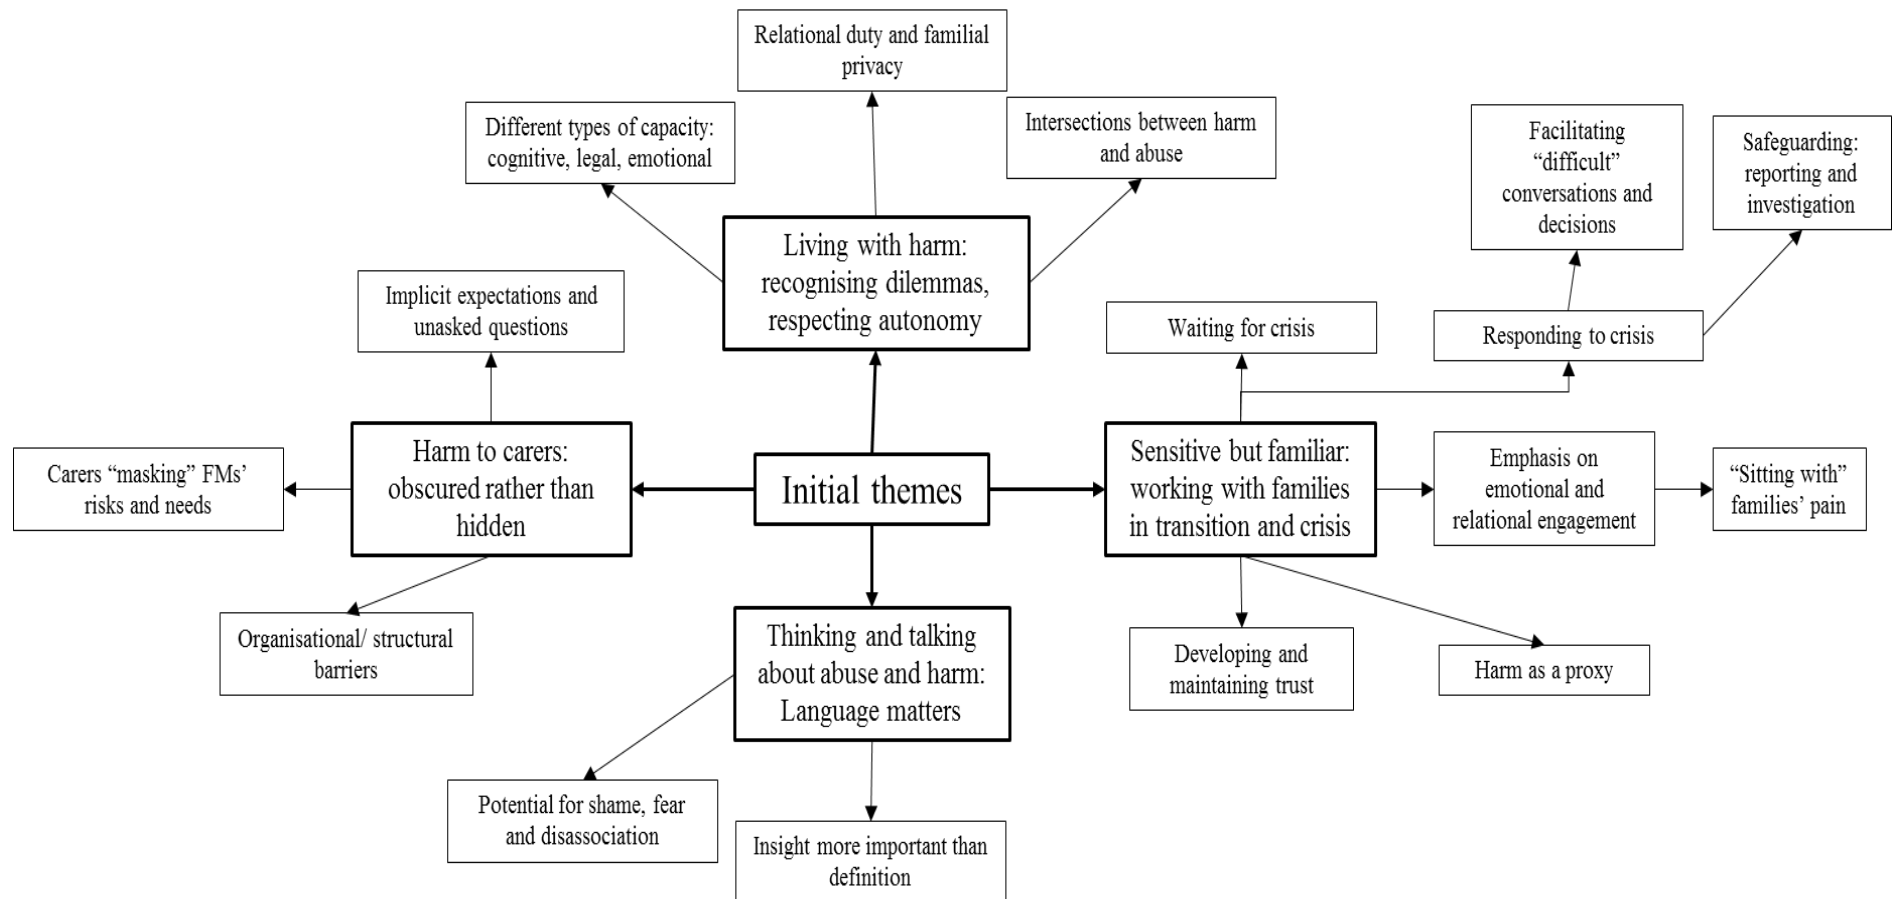 Relational duty and familial
privacy
Different types of capacity:
cognitive, legal, emotional
Intersections between harm
and abuse
Facilitating
“difficult”
conversations and
decisions
Safeguarding:
reporting and
investigation
Living with harm:
recognising dilemmas,
respecting autonomy
Implicit expectations and
unasked questions
Waiting for crisis
Responding to crisis
Carers “masking” FMs’
risks and needs
Harm to carers:
obscured rather than
hidden
Initial themes
Sensitive but familiar:
working with families
in transition and crisis
Emphasis on
emotional and
relational engagement
“Sitting with”
families’ pain
Organisational/ structural
barriers
Thinking and talking
about abuse and harm:
Language matters
Developing and
maintaining trust
Harm as a proxy
Potential for shame, fear
and disassociation
Insight more important than
definition